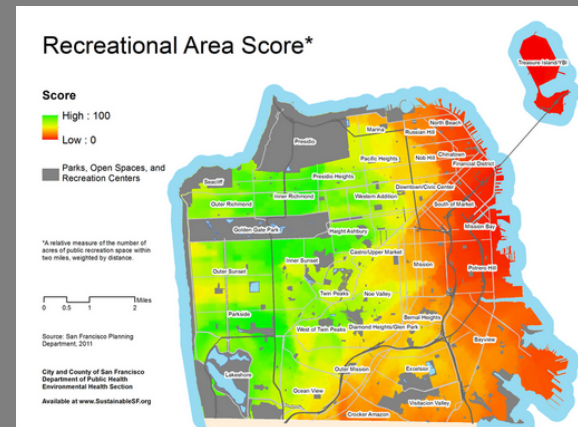 Recreational Area Score*
Score
High : 100
Low : 0
Parks, Open Spaces, and
Recreation Centers
*A relative measure of the number of
acres of public recreation space within
two miles, weighted by distance.
Miles
0 0.5 1 2
Source: San Francisco Planning
Department, 2011
City and County of San Francisco
Department of Public Health
Environmental Health Section
Available at www.SustainableSF.org
Treasure Island/YBI
North Beach
Marina
Russian Hill
Presidio
Chinatown
Nob Hill
Pacific Heights
Financial District
Presidio Heights
Seacliff
Downtown/Civic Center
Inner Richmond
Western Addition
Outer Richmond
South of Market
Golden Gate Park
Haight Ashbury
Mission Bay
Castro/Upper Market
Inner Sunset
Mission
Outer Sunset
Potrero Hill
Twin Peaks
Noe Valley
Parkside
Bernal Heights
Diamond Heights/Glen Park
West of Twin Peaks
Bayview
Outer Mission
Excelsior
Lakeshore
Ocean View
Visitacion Valley
Crocker Amazon